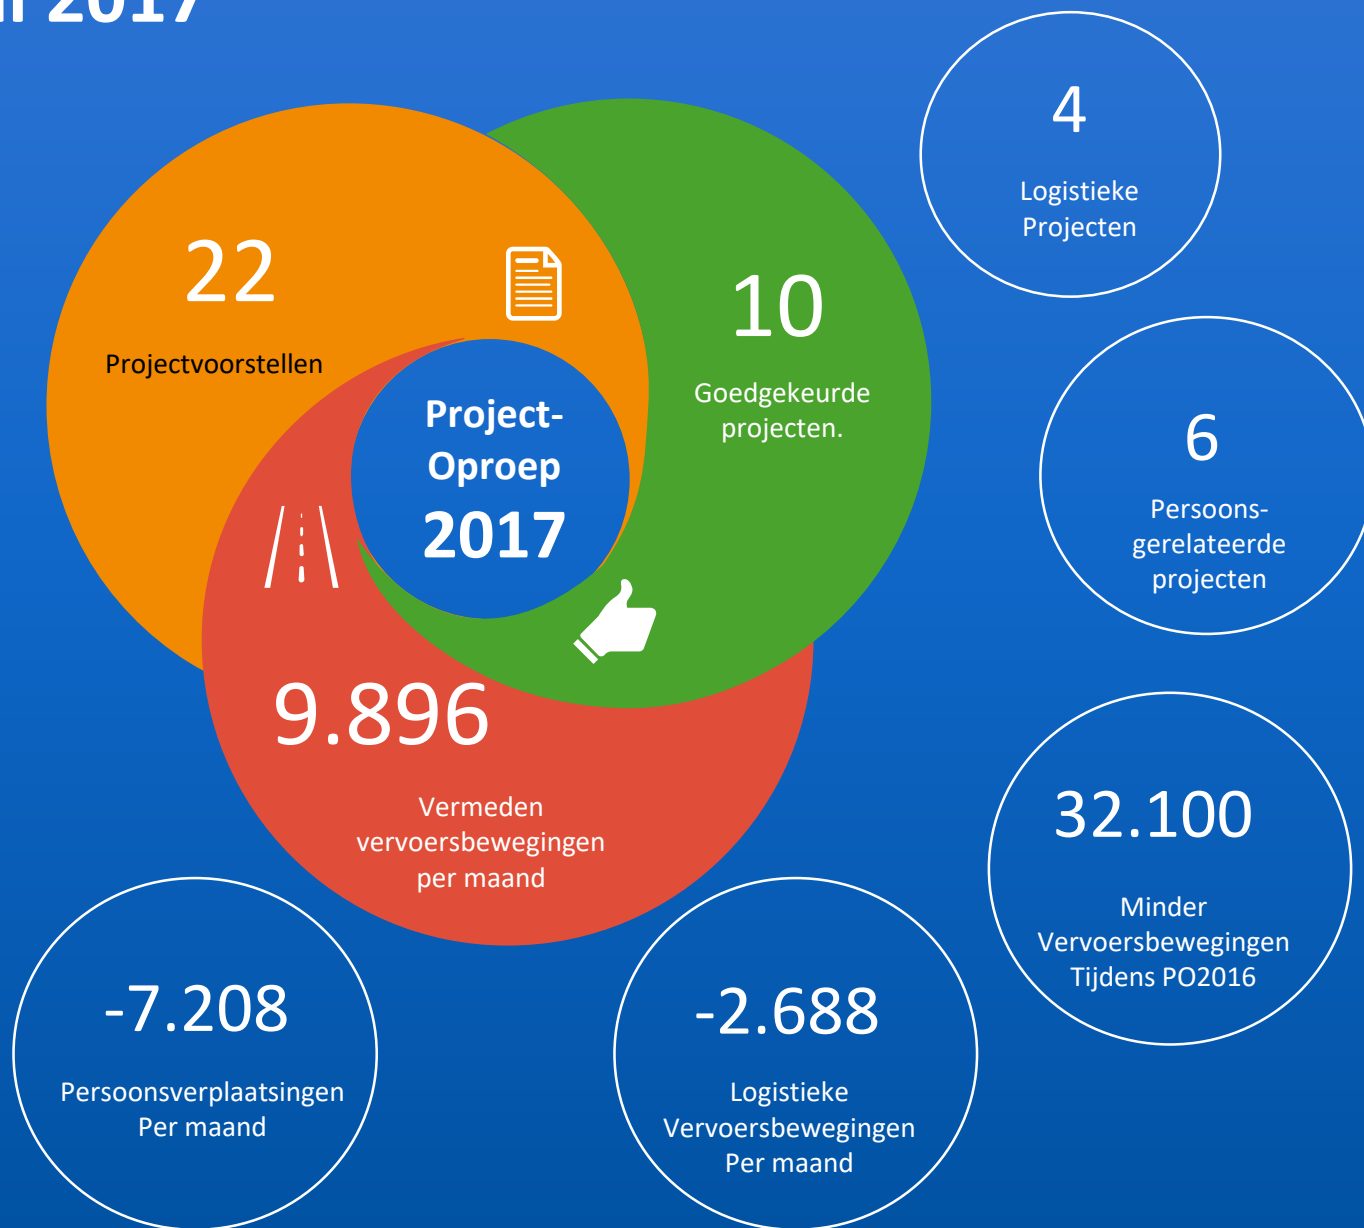 2017
4
Logistieke
Projecten
22
Projectvoorstellen
10
Goedgekeurde
projecten.
Project-
Oproep
2017
6
Persoons-
gerelateerde
projecten
9.896
Vermeden
vervoersbewegingen
per maand
32.100
Minder
Vervoersbewegingen
Tijdens PO2016
-7.208
Persoonsverplaatsingen
Per maand
-2.688
Logistieke
Vervoersbewegingen
Per maand